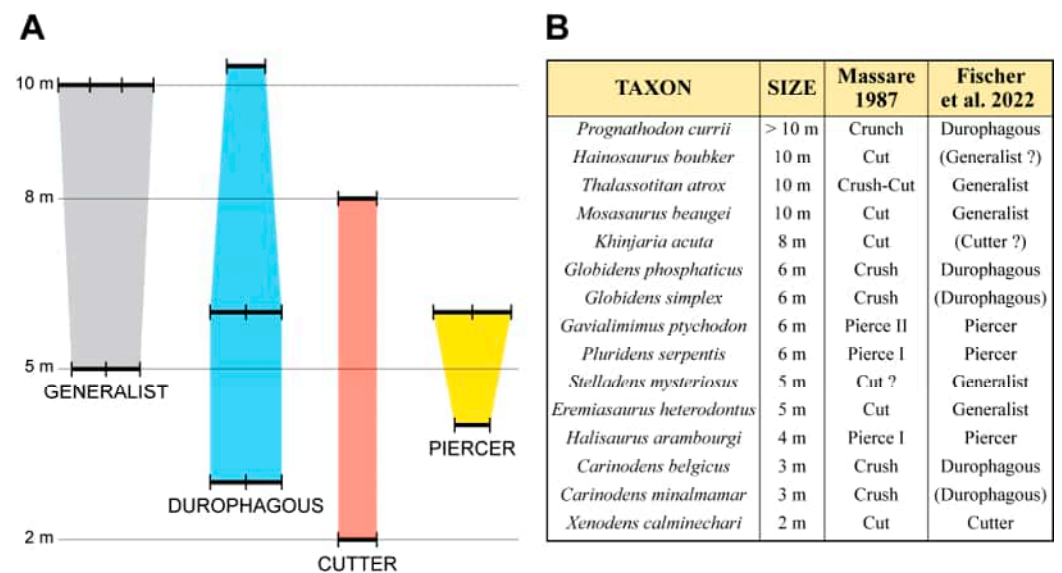 A
10 m
8 m
5 m
GENERALIST
PIERCER
DUROPHAGOUS
2 m
CUTTER
B
TAXON SIZE Massare 1987 Fischer et al. 2022
Prognathodon currii > 10 m Crunch Durophagous
Hainosaurus boubker 10 m Cut (Generalist ?)
Thalassotitan atrox 10 m Crush-Cut Generalist
Mosasaurus beaugei 10 m Cut Generalist
Khinjaria acuta 8 m Cut (Cutter ?)
Globidens phosphaticus 6 m Crush Durophagous
Globidens simplex 6 m Crush (Durophagous)
Gavialimimus ptychodon 6 m Pierce II Piercer
Pluridens serpentis 6 m Pierce I Piercer
Stelladens mysteriosus 5 m Cut ? Generalist
Eremiasaurus heterodontus 5 m Cut Generalist
Halisaurus arambourgi 4 m Pierce I Piercer
Carinodens belgicus 3 m Crush Durophagous
Carinodens minalmamar 3 m Crush (Durophagous)
Xenodens calminechari 2 m Cut Cutter